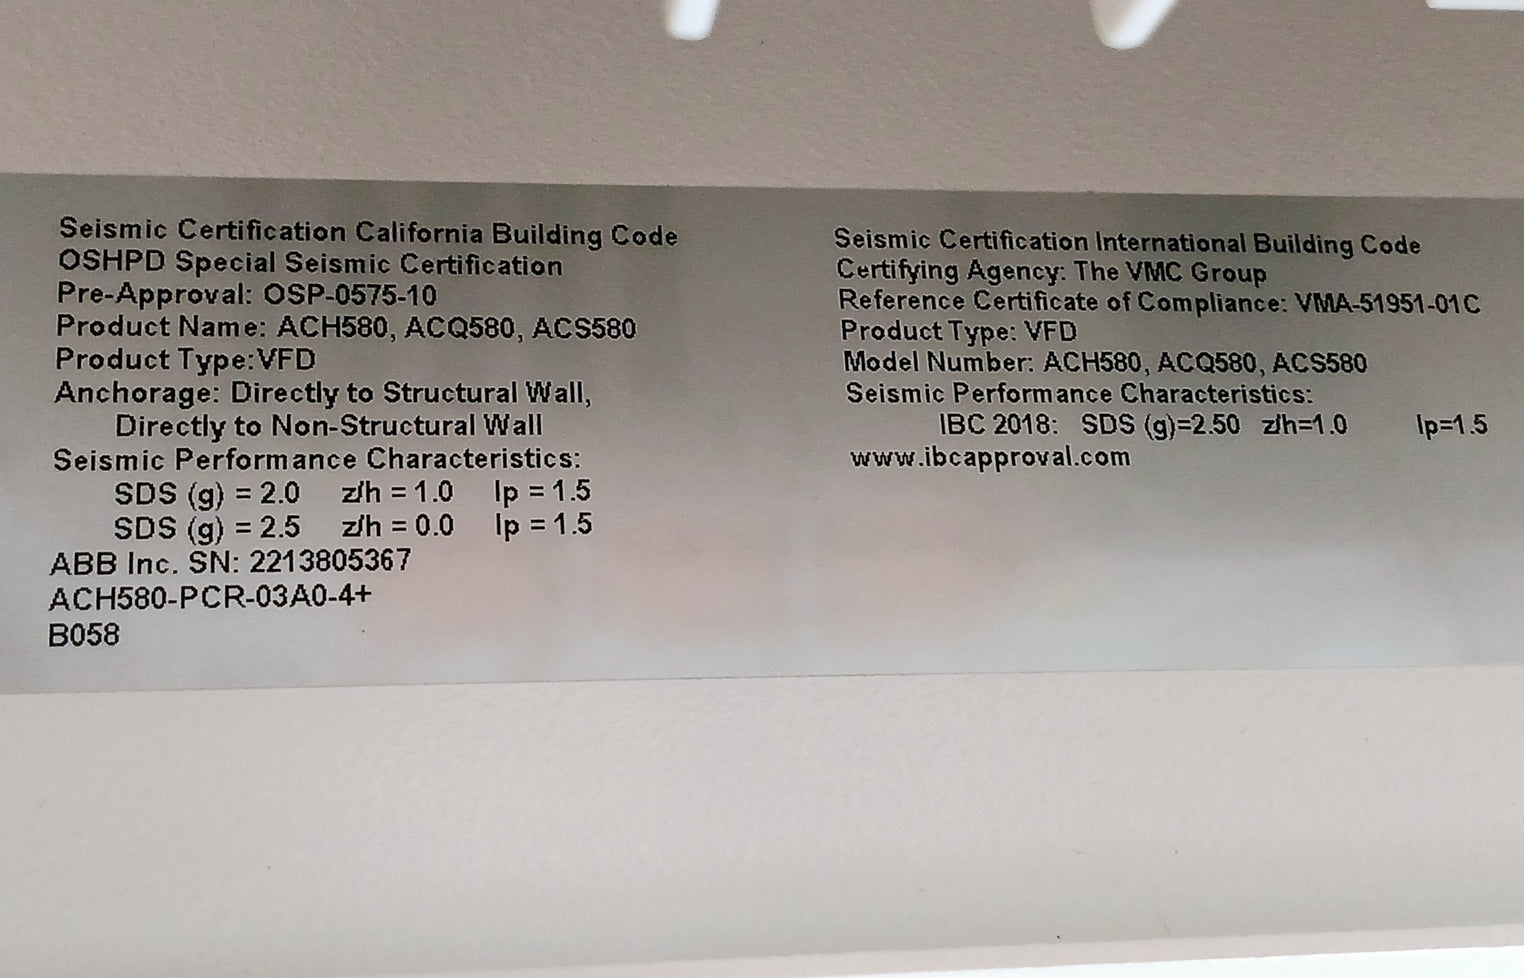 Seismic Certification California Building Code
OSHPD Special Seismic Certification
Pre-Approval: OSP-0575-10
Product Name: ACH580, ACQ580, ACS580
Product Type:VFD
Anchorage: Directly to Structural Wall,
Directly to Non-Structural Wall
Seismic Performance Characteristics:
SDS (g) = 2.0 z/h = 1.0 Ip = 1.5
SDS (g) = 2.5 z/h = 0.0 Ip = 1.5
ABB Inc. SN: 2213805367
ACH580-PCR-03A0-4+
B058
Seismic Certification International Building Code
Certifying Agency: The VMC Group
Reference Certificate of Compliance: VMA-51951-01C
Product Type: VFD
Model Number: ACH580, ACQ580, ACS580
Seismic Performance Characteristics:
IBC 2018: SDS (g)=2.50 z/h=1.0 Ip=1.5
www.ibcapproval.com